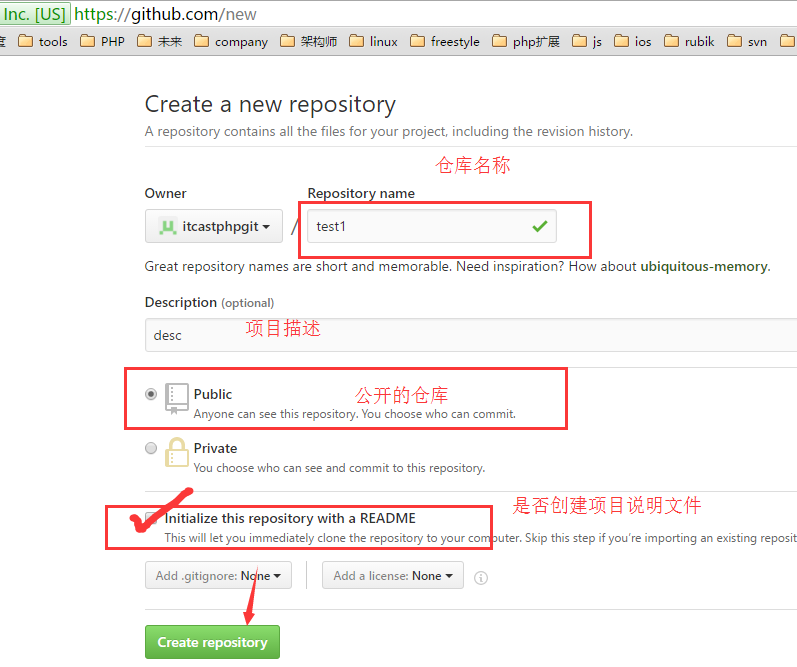 Inc. [US] https://github.com/new
tools PHP 未来 company 架构师 linux freestyle php扩展 js ios rubik svn
Create a new repository
A repository contains all the files for your project, including the revision history.
仓库名称
Owner Repository name
itcastphpgit / test1
Great repository names are short and memorable. Need inspiration? How about ubiquitous-memory.
Description (optional)
desc 项目描述
Public 公开的仓库
Anyone can see this repository. You choose who can commit.
Private
You choose who can see and commit to this repository.
是否创建项目说明文件
Initialize this repository with a README
This will let you immediately clone the repository to your computer. Skip this step if you're importing an existing
Add .gitignore: None Add a license: None
Create repository